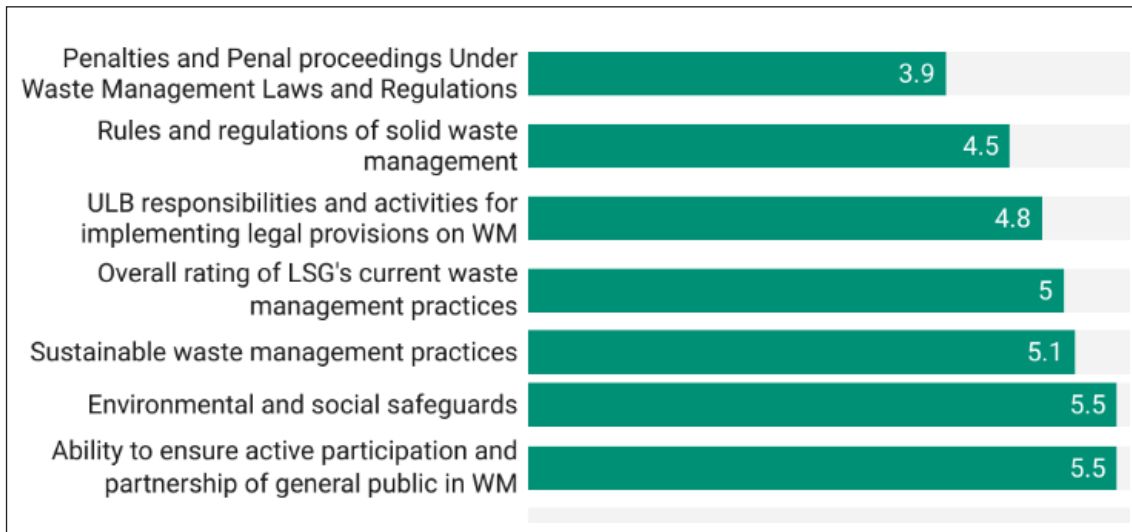 Penalties and Penal proceedings Under
Waste Management Laws and Regulations
3.9
Rules and regulations of solid waste
management
4.5
ULB responsibilities and activities for
implementing legal provisions on WM
4.8
Overall rating of LSG's current waste
management practices
5
Sustainable waste management practices
5.1
Environmental and social safeguards
5.5
Ability to ensure active participation and
partnership of general public in WM
5.5